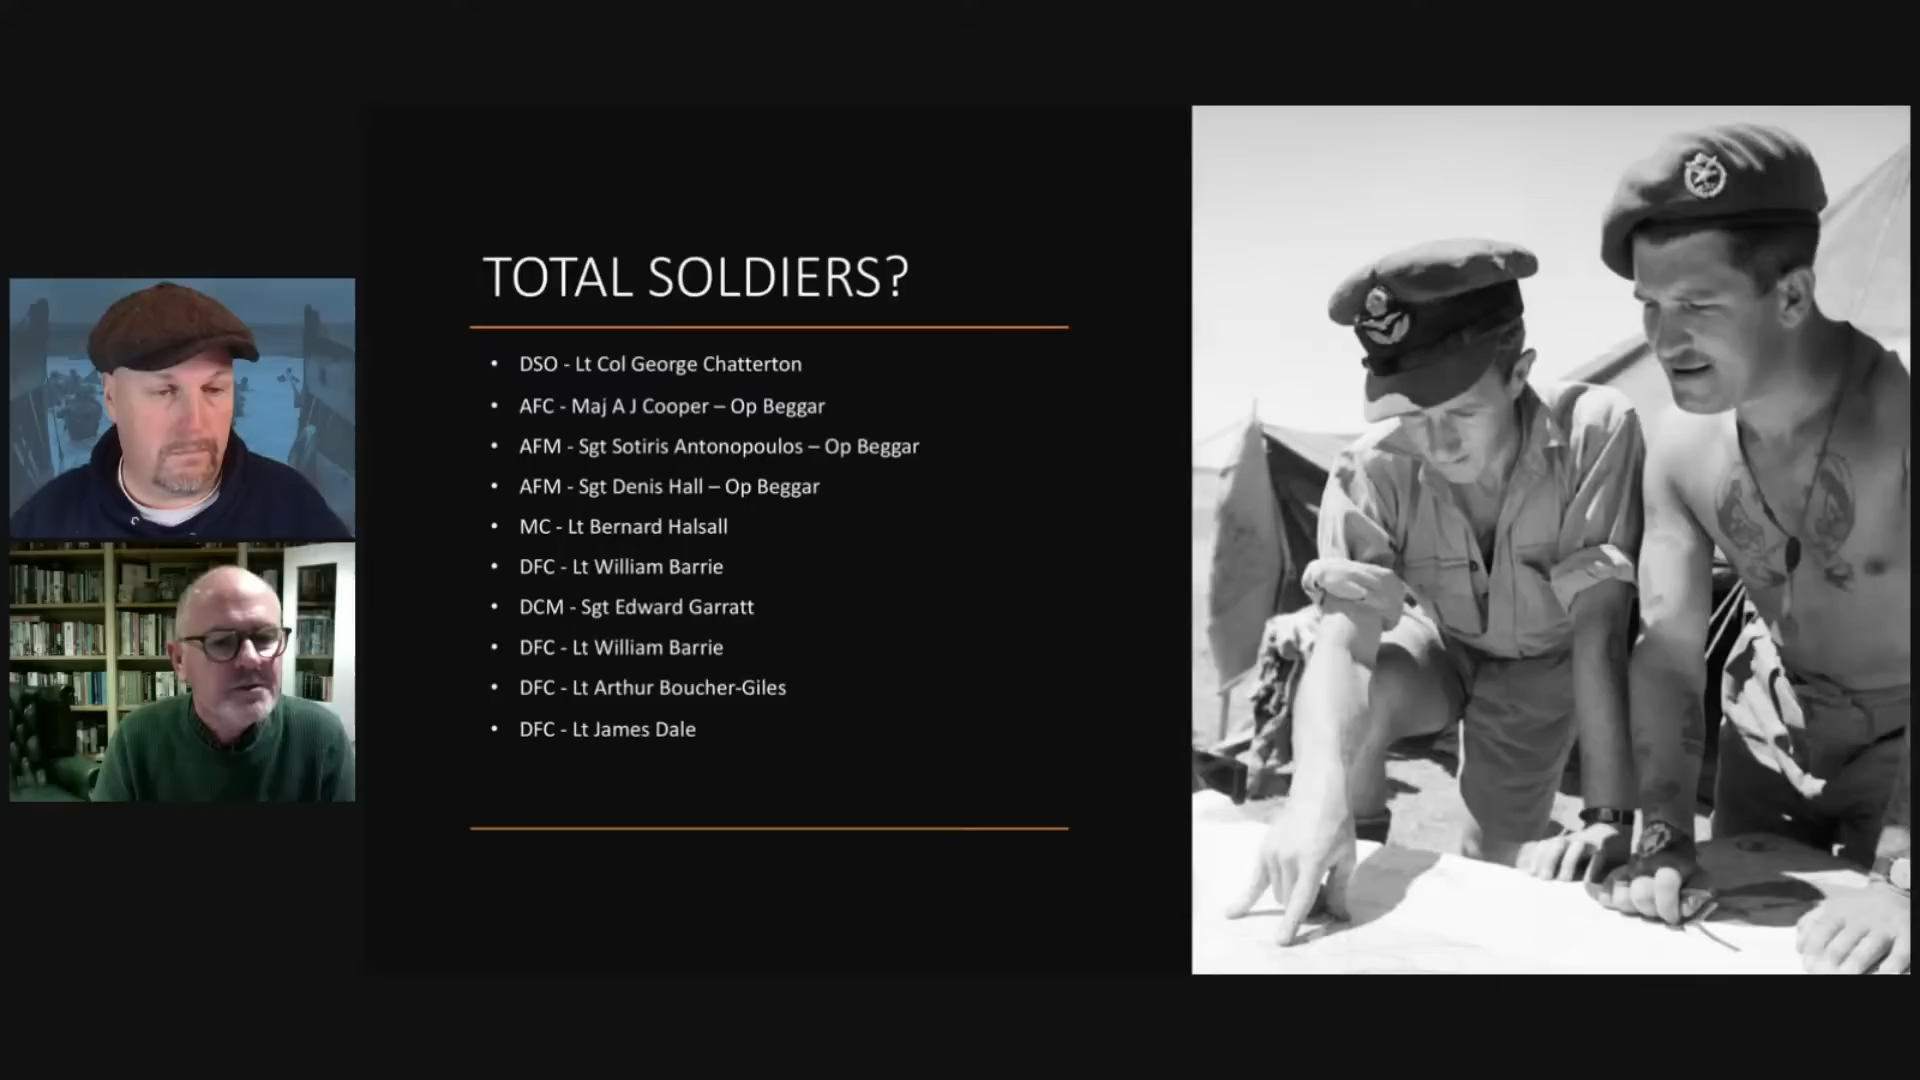 TOTAL SOLDIERS?
• DSO - Lt Col George Chatterton
• AFC - Maj A J Cooper – Op Beggar
• AFM - Sgt Sotiris Antonopoulos – Op Beggar
• AFM - Sgt Denis Hall – Op Beggar
• MC - Lt Bernard Halsall
• DFC - Lt William Barrie
• DCM - Sgt Edward Garratt
• DFC - Lt William Barrie
• DFC - Lt Arthur Boucher-Giles
• DFC - Lt James Dale